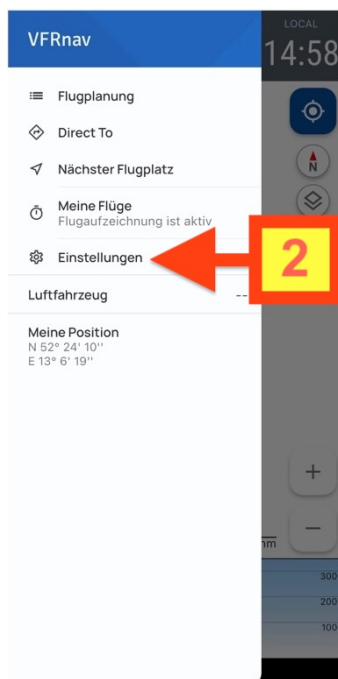 VFRnav
LOCAL
14:58
Flugplanung
Direct To
Nächster Flugplatz
N
Meine Flüge
Flugaufzeichnung ist aktiv
Einstellungen
2
Luftfahrzeug
--
Meine Position
N 52° 24' 10''
E 13° 6' 19''
+
−
nm
300
200
100